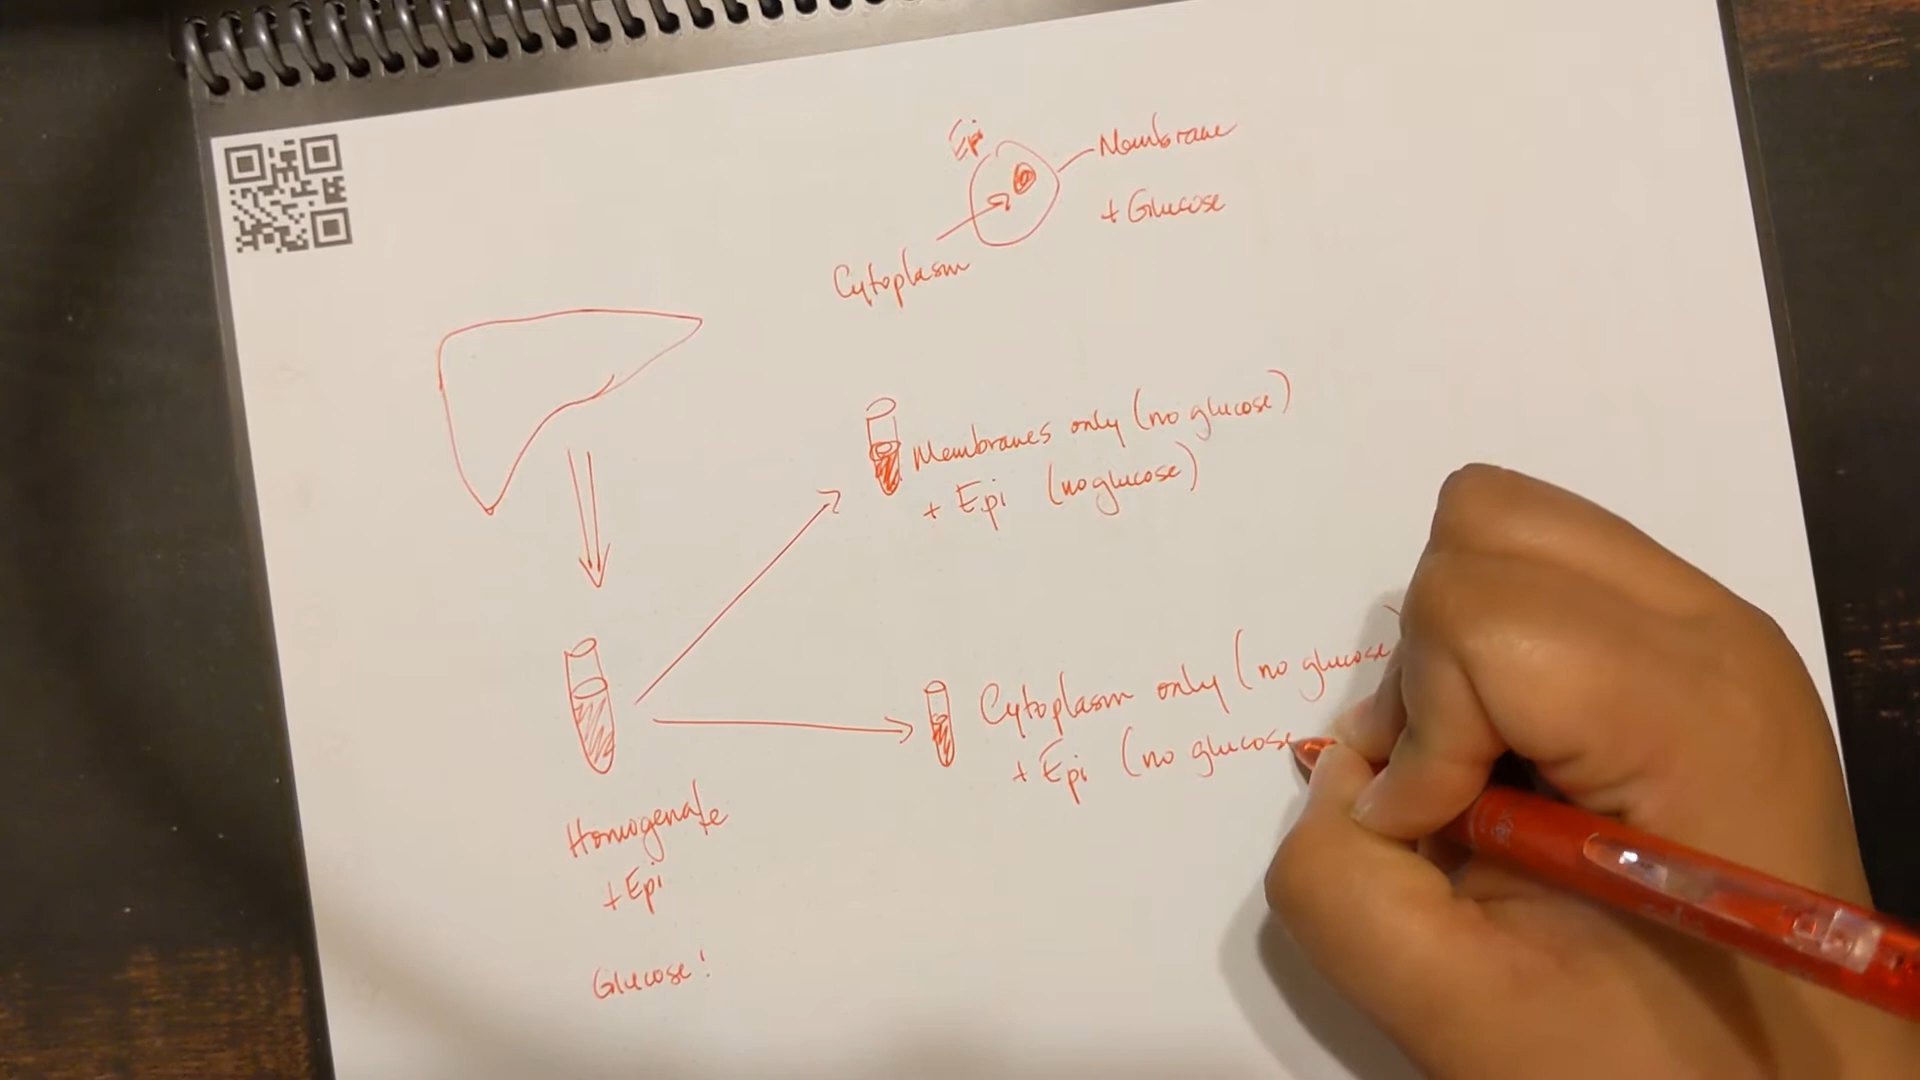 Epi
Membrane
+ Glucose
Cytoplasm
Membranes only (no glucose)
+ Epi (no glucose)
Cytoplasm only (no glucose)
+ Epi (no glucose
Homogenate
+ Epi
Glucose!